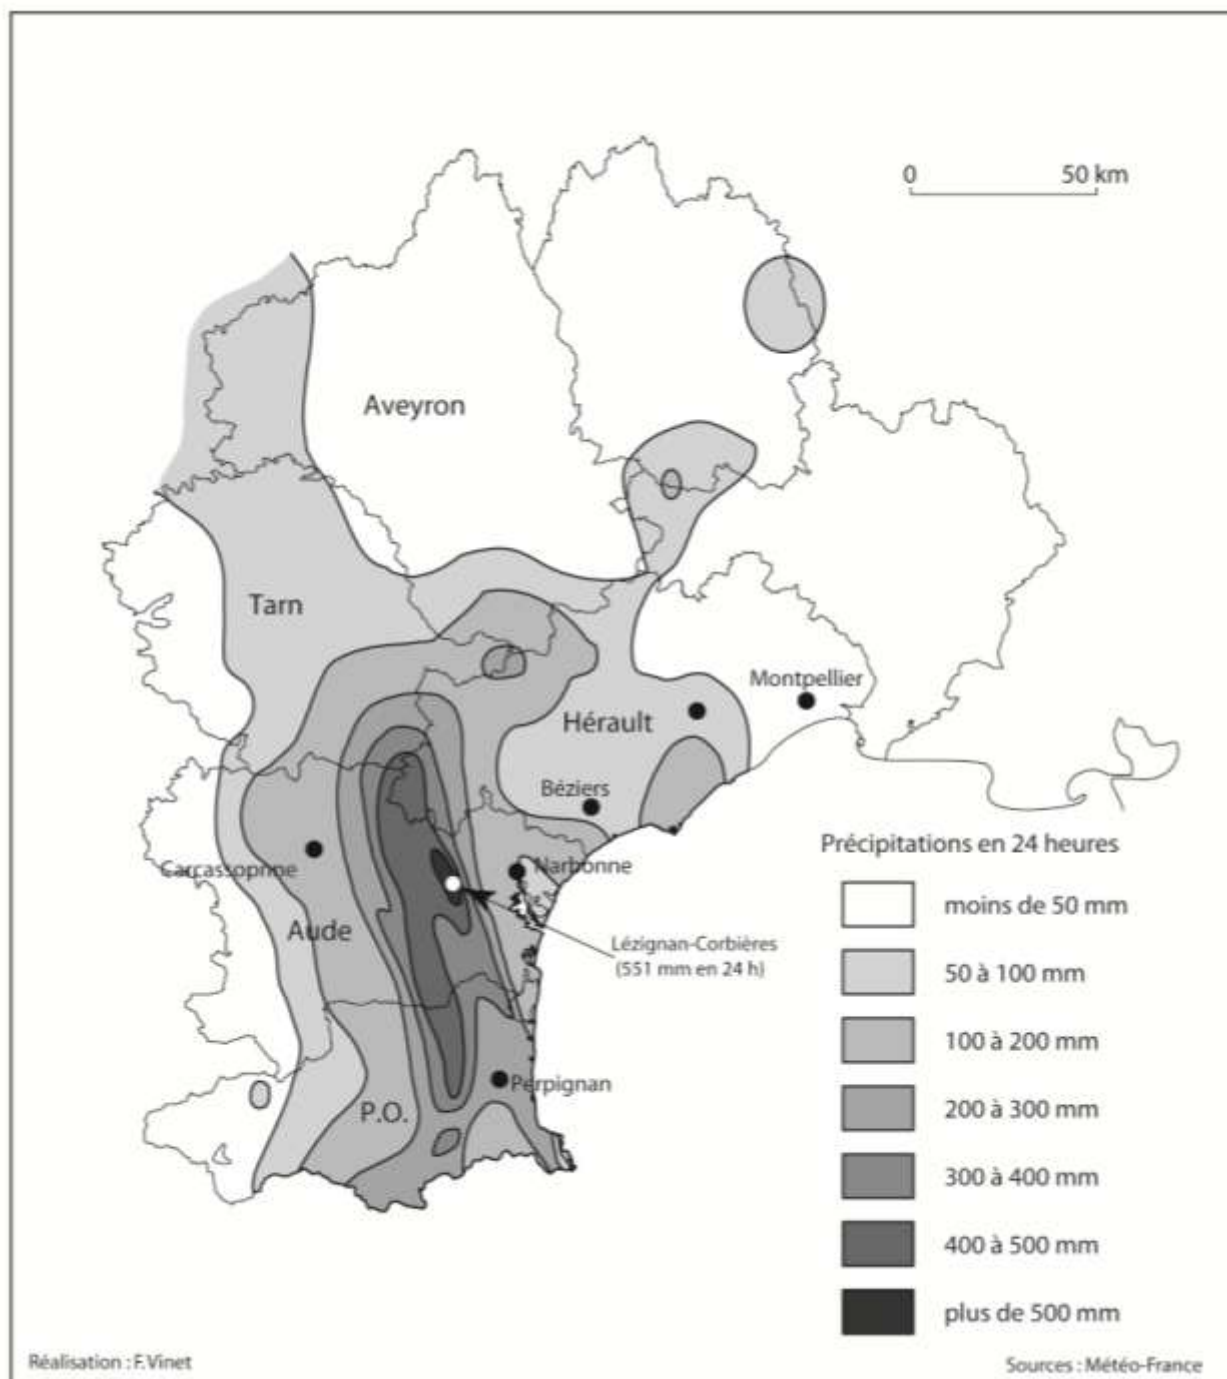 0 50 km
Aveyron
Tarn
Montpellier
Hérault
Béziers
Précipitations en 24 heures
Carcassoprine
Narbonne
moins de 50 mm
Aude
Lézignan-Corbières
(551 mm en 24 h)
50 à 100 mm
100 à 200 mm
Perpignan
P.O.
200 à 300 mm
300 à 400 mm
400 à 500 mm
plus de 500 mm
Réalisation : F. Vinet
Sources : Météo-France